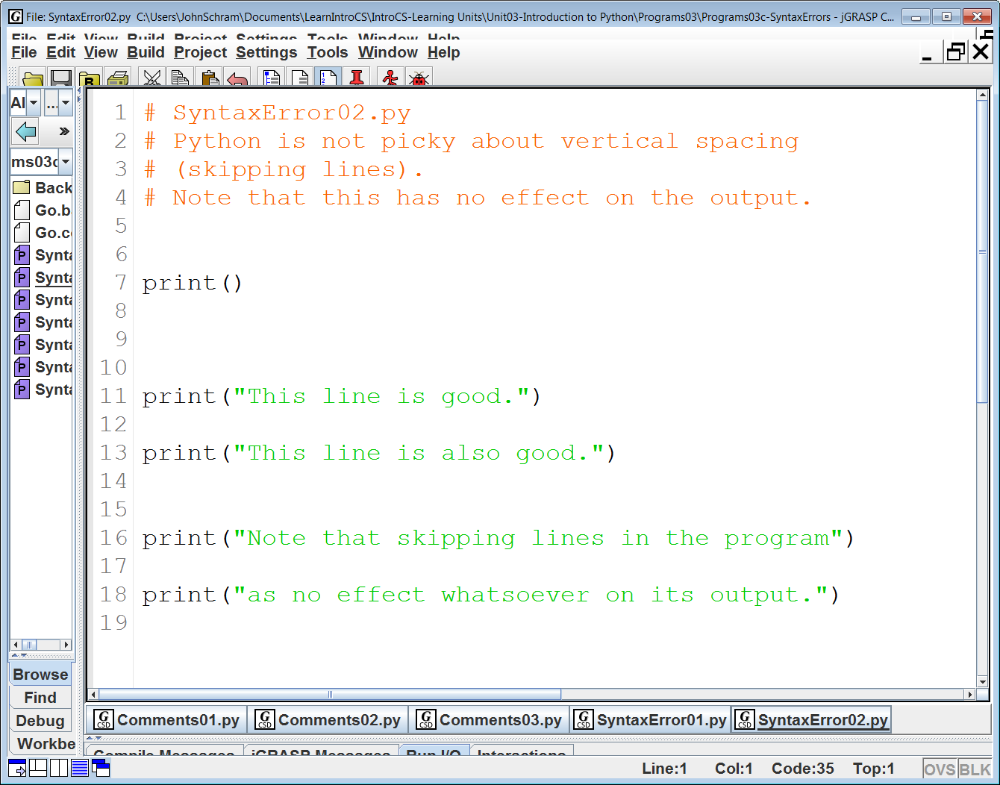 File: SyntaxError02.py C:\Users\JohnSchram\Documents\LearnIntroCS\IntroCS-Learning Units\Unit03-Introduction to Python\Programs03\Programs03c-SyntaxErrors - jGRASP C...
File Edit View Build Project Settings Tools Window Help
File Edit View Build Project Settings Tools Window Help
Al
...
»
ms03c
Back
Go.b
Go.c
Synta
Synta
Synta
Synta
Synta
Synta
Synta
Browse
Find
Debug
Workbe
1 # SyntaxError02.py
2 # Python is not picky about vertical spacing
3 # (skipping lines).
4 # Note that this has no effect on the output.
5
6
7 print()
8
9
10
11 print("This line is good.")
12
13 print("This line is also good.")
14
15
16 print("Note that skipping lines in the program")
17
18 print("as no effect whatsoever on its output.")
19
Comments01.py Comments02.py Comments03.py SyntaxError01.py SyntaxError02.py
Compile Messages jGRASP Messages Run I/O Interactions
Line:1 Col:1 Code:35 Top:1 OVS BLK